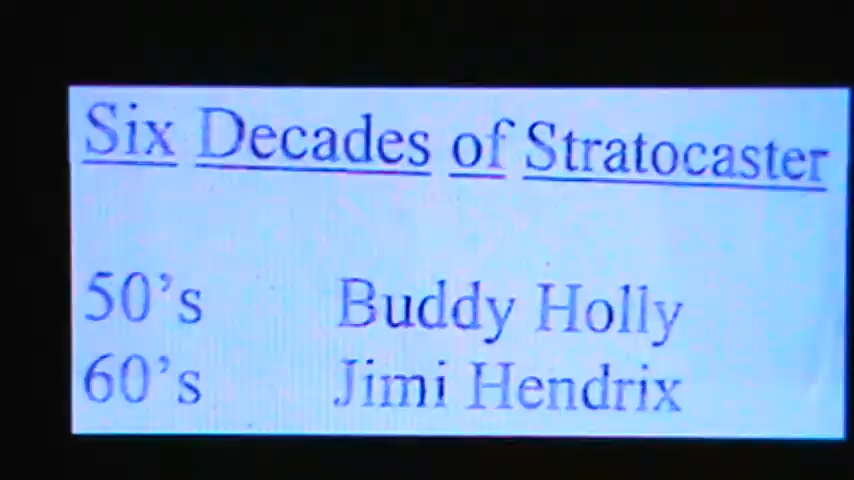 Six Decades of Stratocaster
50's Buddy Holly
60's Jimi Hendrix